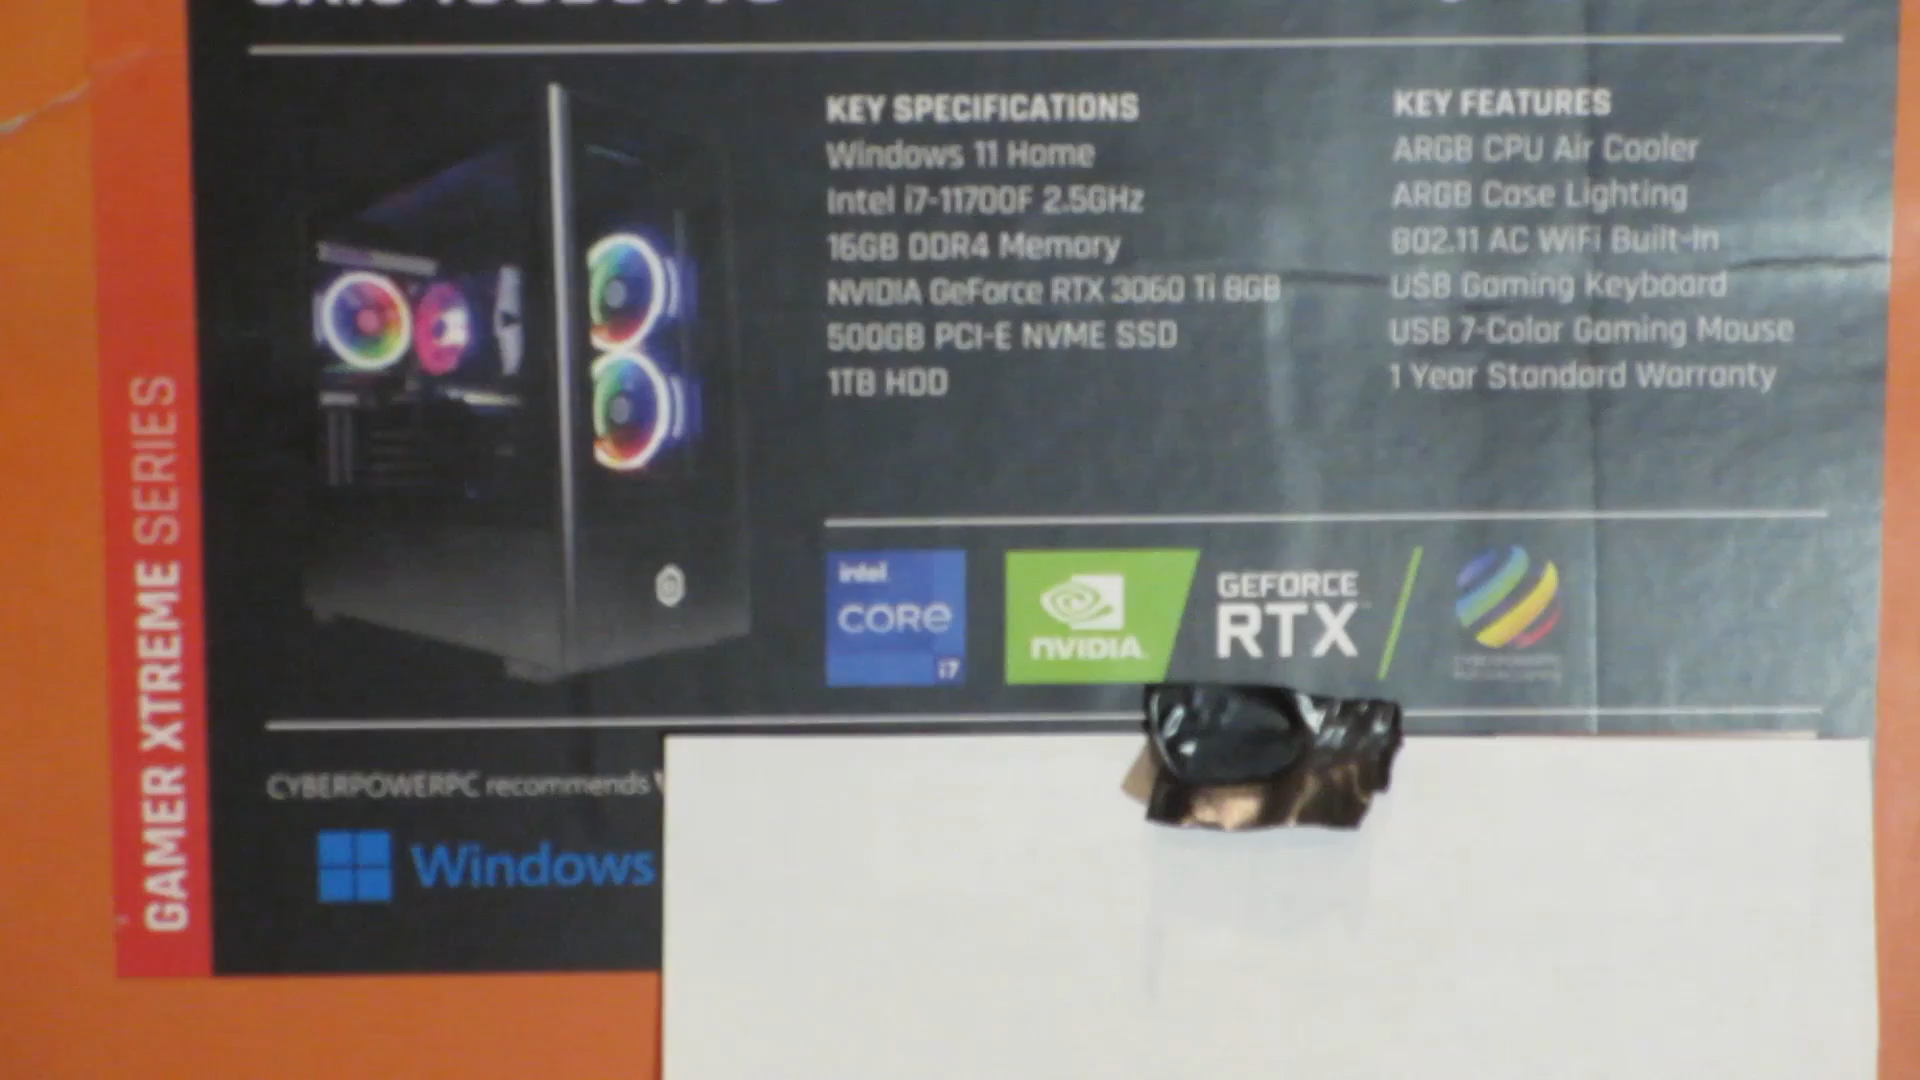 KEY SPECIFICATIONS
Windows 11 Home
Intel i7-11700F 2.5GHz
16GB DDR4 Memory
NVIDIA GeForce RTX 3060 Ti 8GB
500GB PCI-E NVME SSD
1TB HDD
KEY FEATURES
ARGB CPU Air Cooler
ARGB Case Lighting
802.11 AC WiFi Built-In
USB Gaming Keyboard
USB 7-Color Gaming Mouse
1 Year Standard Warranty
GAMER XTREME SERIES
intel
CORE
i7
NVIDIA
GEFORCE
RTX
CYBERPOWERPC recommends
Windows